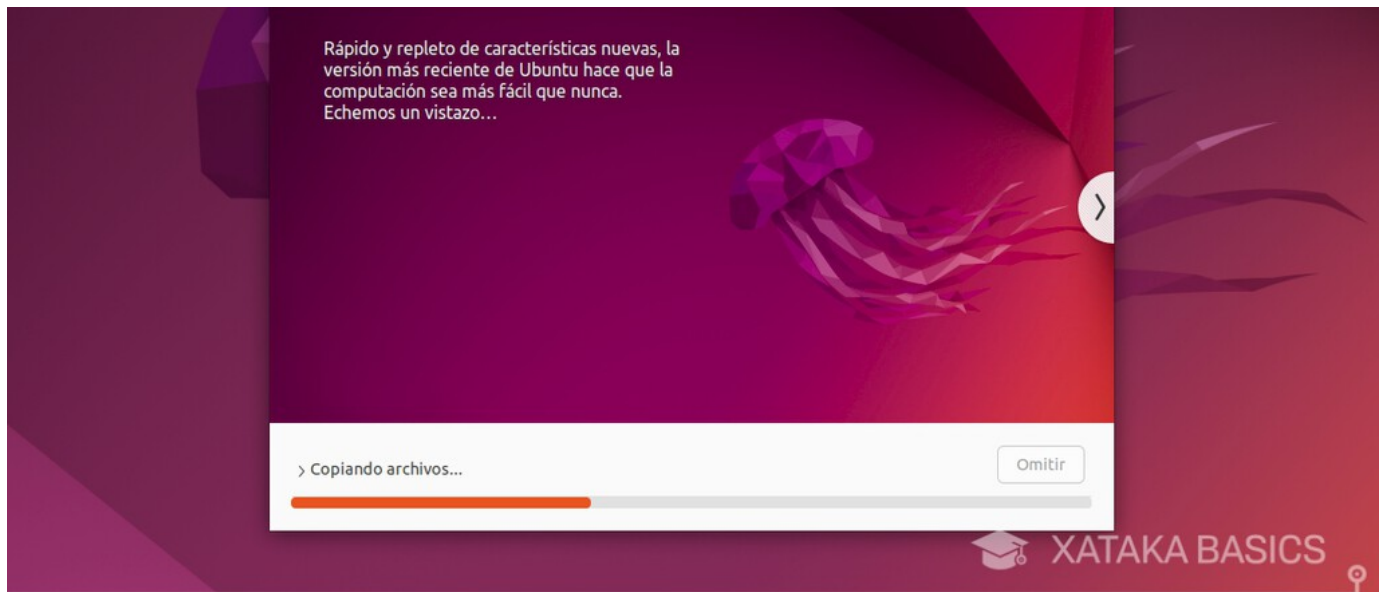 Rápido y repleto de características nuevas, la
versión más reciente de Ubuntu hace que la
computación sea más fácil que nunca.
Echemos un vistazo...
> Copiando archivos...
Omitir
XATAKA BASICS